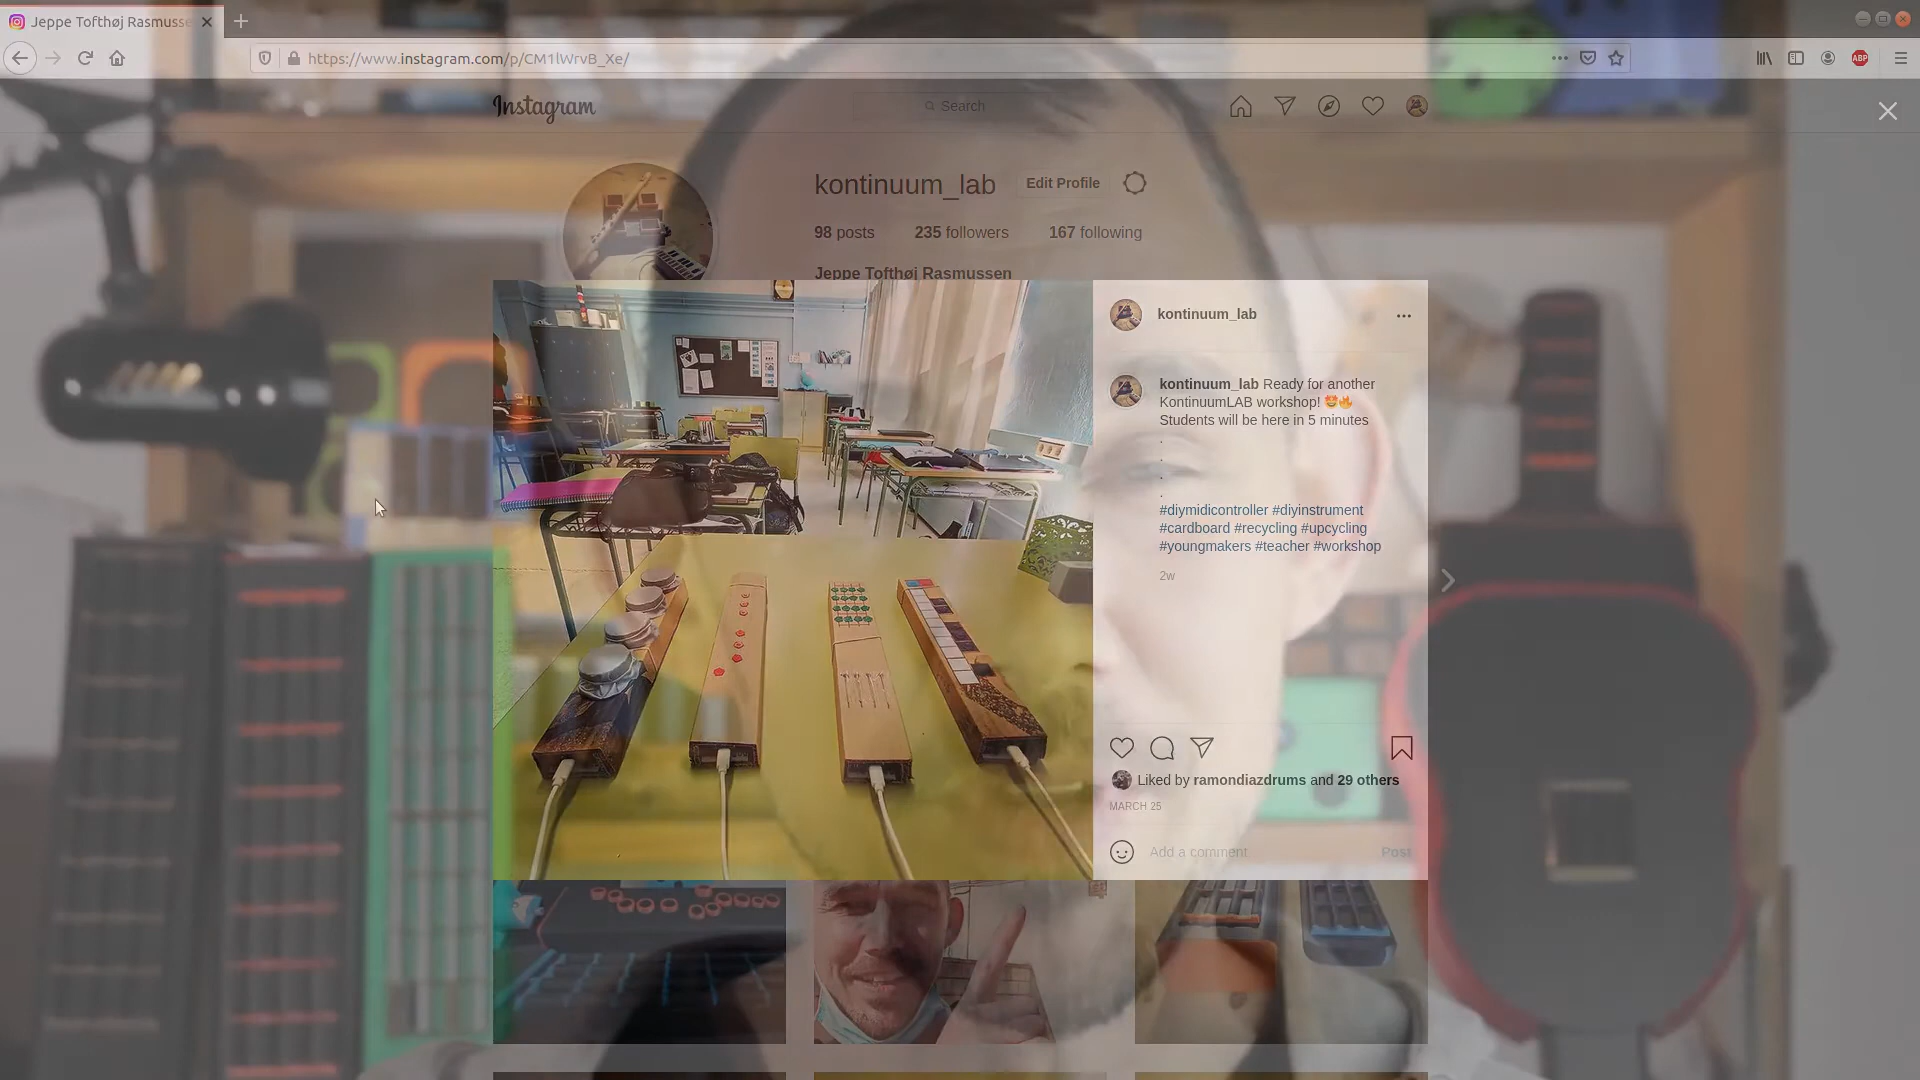 Jeppe Tofthøj Rasmusse
https://www.instagram.com/p/CM1lWrvB_Xe/
ABP
Instagram
Search
kontinuum_lab
Edit Profile
98 posts
235 followers
167 following
Jeppe Tofthøj Rasmussen
kontinuum_lab
kontinuum_lab Ready for another
KontinuumLAB workshop! 🤩🔥
Students will be here in 5 minutes
.
.
.
.
#diymidicontroller #diyinstrument
#cardboard #recycling #upcycling
#youngmakers #teacher #workshop
2w
Liked by ramondiazdrums and 29 others
MARCH 25
Add a comment
Post